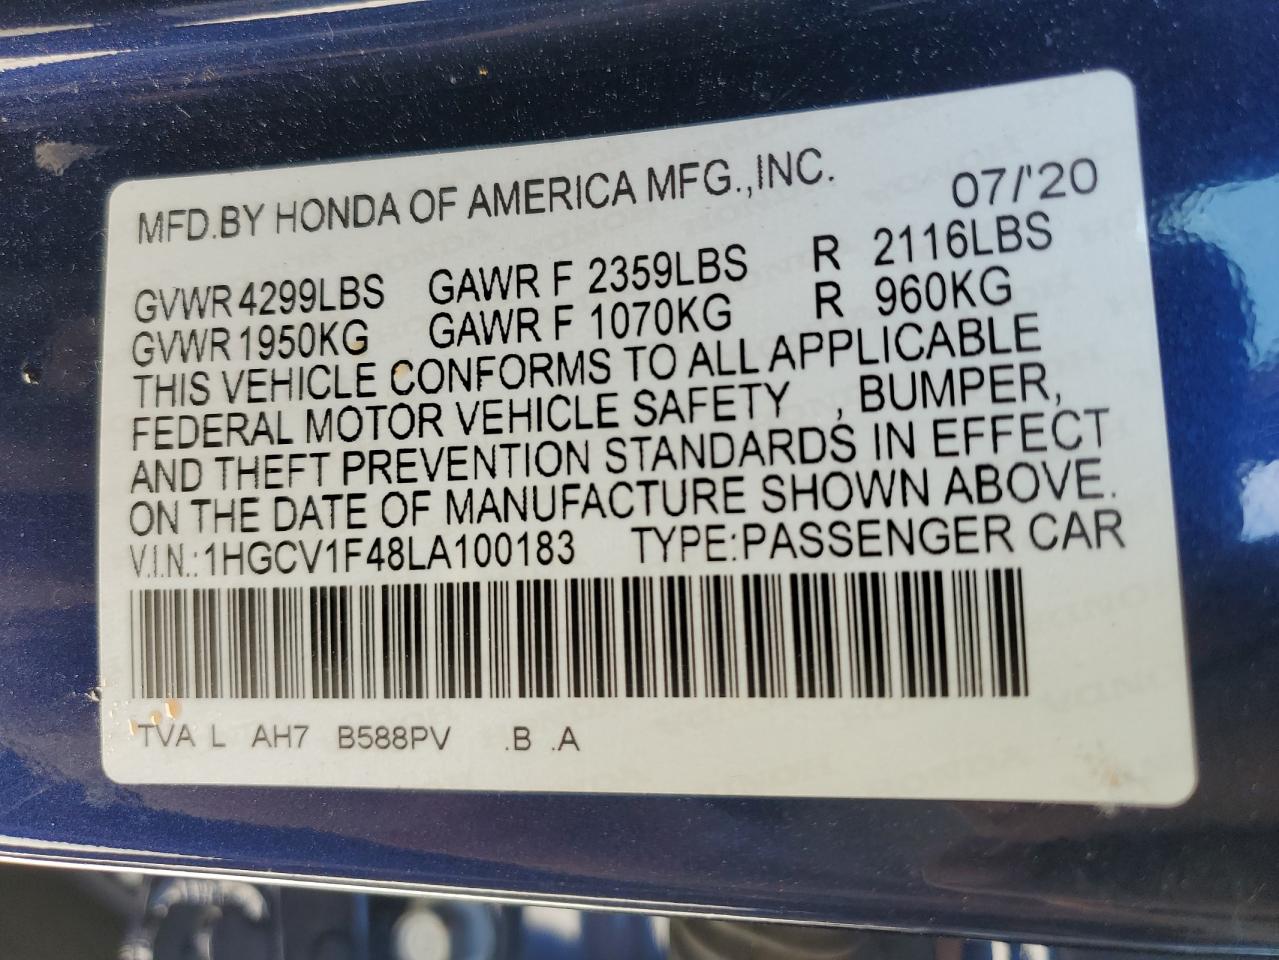 MFD.BY HONDA OF AMERICA MFG.,INC. 07/'20
GVWR 4299LBS GAWR F 2359LBS R 2116LBS
GVWR 1950KG GAWR F 1070KG R 960KG
THIS VEHICLE CONFORMS TO ALL APPLICABLE
FEDERAL MOTOR VEHICLE SAFETY , BUMPER,
AND THEFT PREVENTION STANDARDS IN EFFECT
ON THE DATE OF MANUFACTURE SHOWN ABOVE.
V.I.N.: 1HGCV1F48LA100183 TYPE:PASSENGER CAR
TVA L AH7 B588PV .B .A